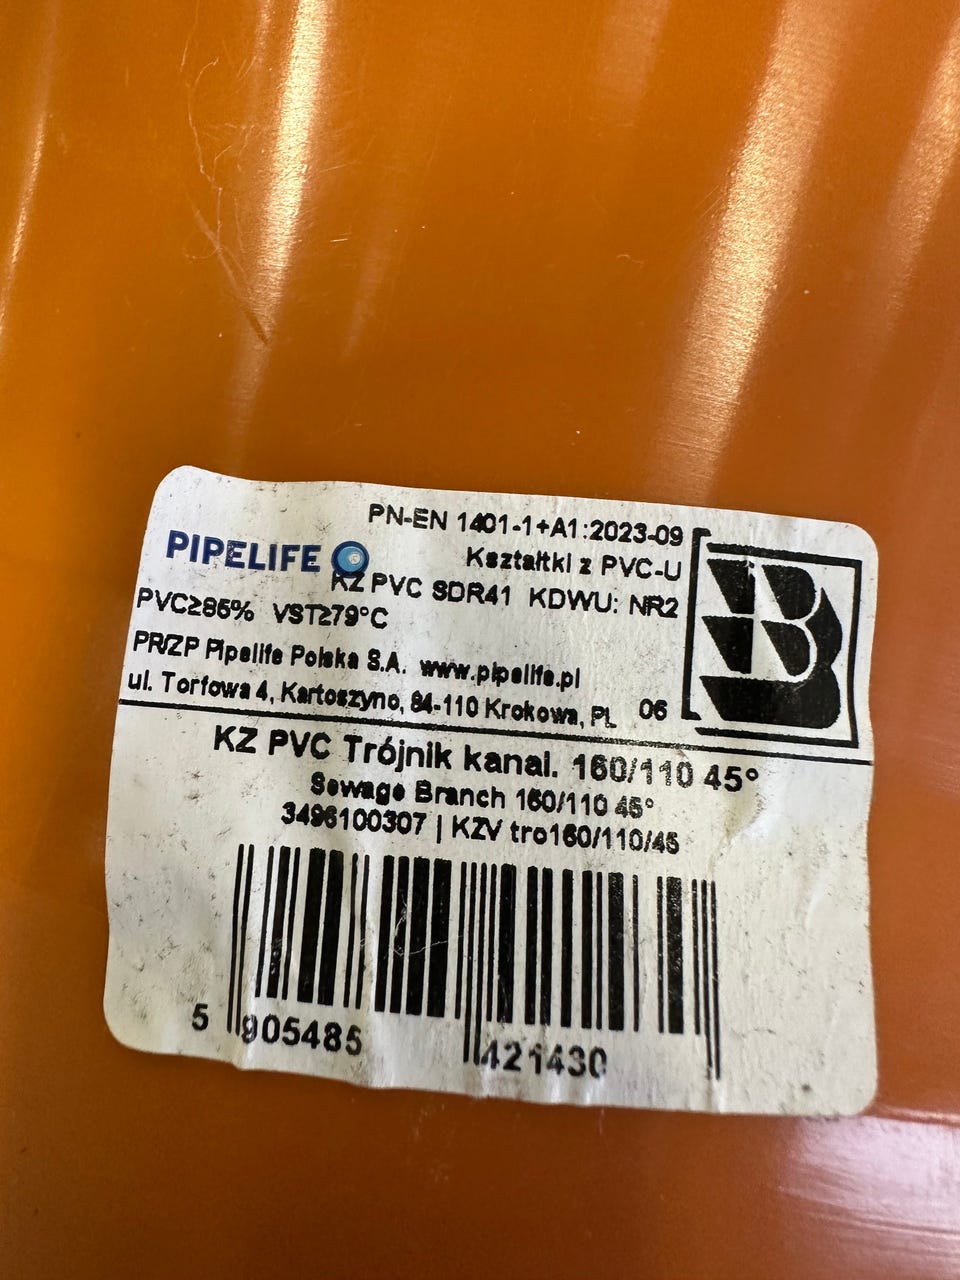 PN-EN 1401-1+A1:2023-09
PIPELIFE
Kształtki z PVC-U
KZ PVC SDR41 KDWU: NR2
PVC≥85% VST≥79°C
PR/ZP Pipelife Polska S.A. www.pipelife.pl
ul. Torfowa 4, Kartoszyno, 84-110 Krokowa, PL 06
B
KZ PVC Trójnik kanal. 160/110 45°
Sewage Branch 160/110 45°
3496100307 | KZV tro160/110/45
5 905485 421430